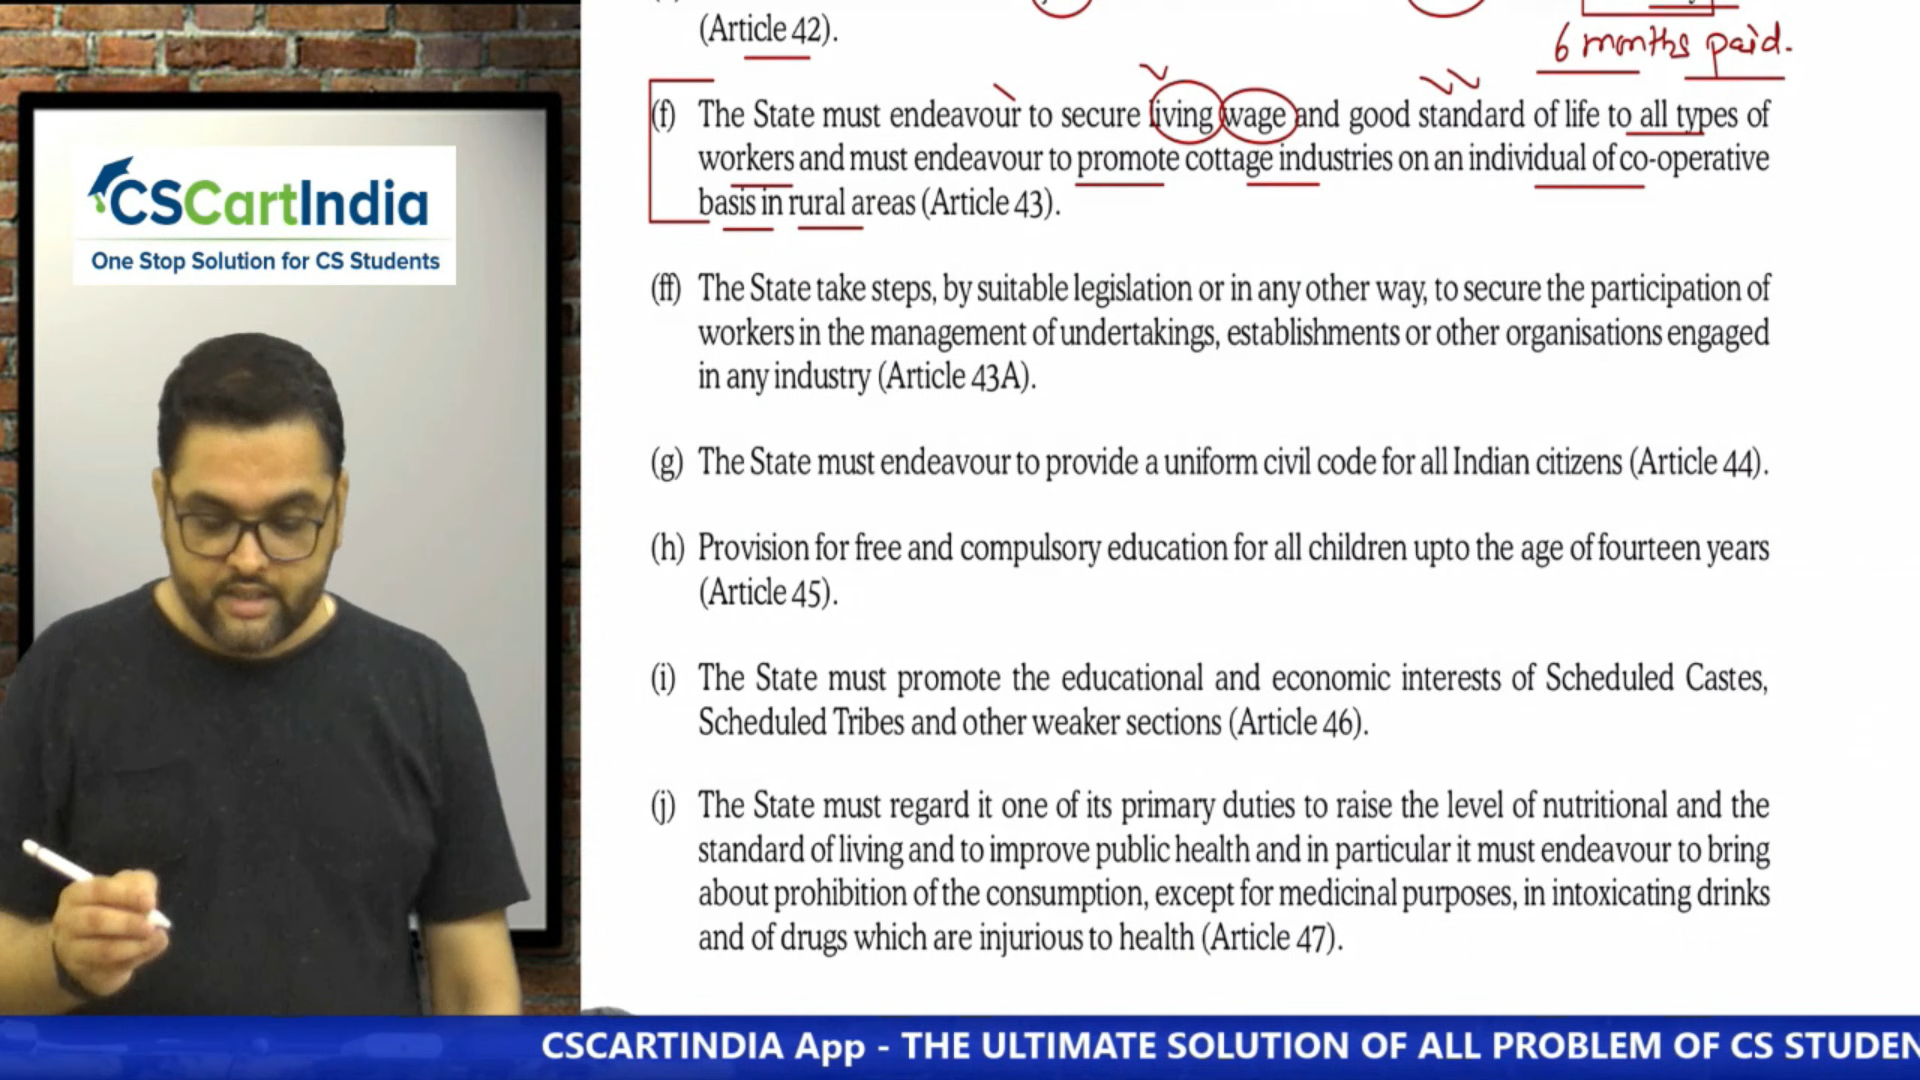 (Article 42).
6 months paid.
(f) The State must endeavour to secure living wage and good standard of life to all types of
workers and must endeavour to promote cottage industries on an individual of co-operative
basis in rural areas (Article 43).
CSCartIndia
One Stop Solution for CS Students
(ff) The State take steps, by suitable legislation or in any other way, to secure the participation of
workers in the management of undertakings, establishments or other organisations engaged
in any industry (Article 43A).
(g) The State must endeavour to provide a uniform civil code for all Indian citizens (Article 44).
(h) Provision for free and compulsory education for all children upto the age of fourteen years
(Article 45).
(i) The State must promote the educational and economic interests of Scheduled Castes,
Scheduled Tribes and other weaker sections (Article 46).
(j) The State must regard it one of its primary duties to raise the level of nutritional and the
standard of living and to improve public health and in particular it must endeavour to bring
about prohibition of the consumption, except for medicinal purposes, in intoxicating drinks
and of drugs which are injurious to health (Article 47).
CSCARTINDIA App - THE ULTIMATE SOLUTION OF ALL PROBLEM OF CS STUDEN